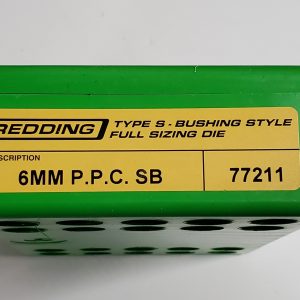 REDDING TYPE S - BUSHING STYLE
FULL SIZING DIE
SCRIPTION
6MM P.P.C. SB 77211